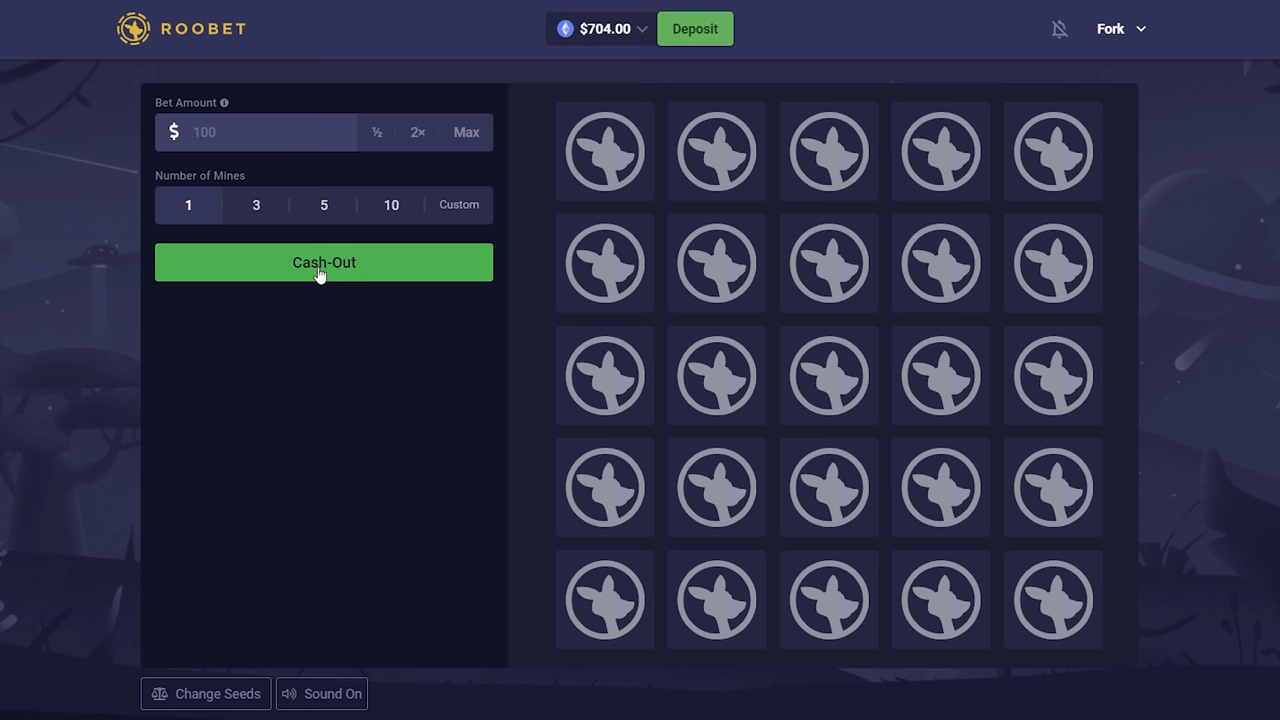 ROOBET
$704.00
Deposit
Fork
Bet Amount
$ 100 ½ 2× Max
Number of Mines
1 3 5 10 Custom
Cash-Out
Change Seeds
Sound On